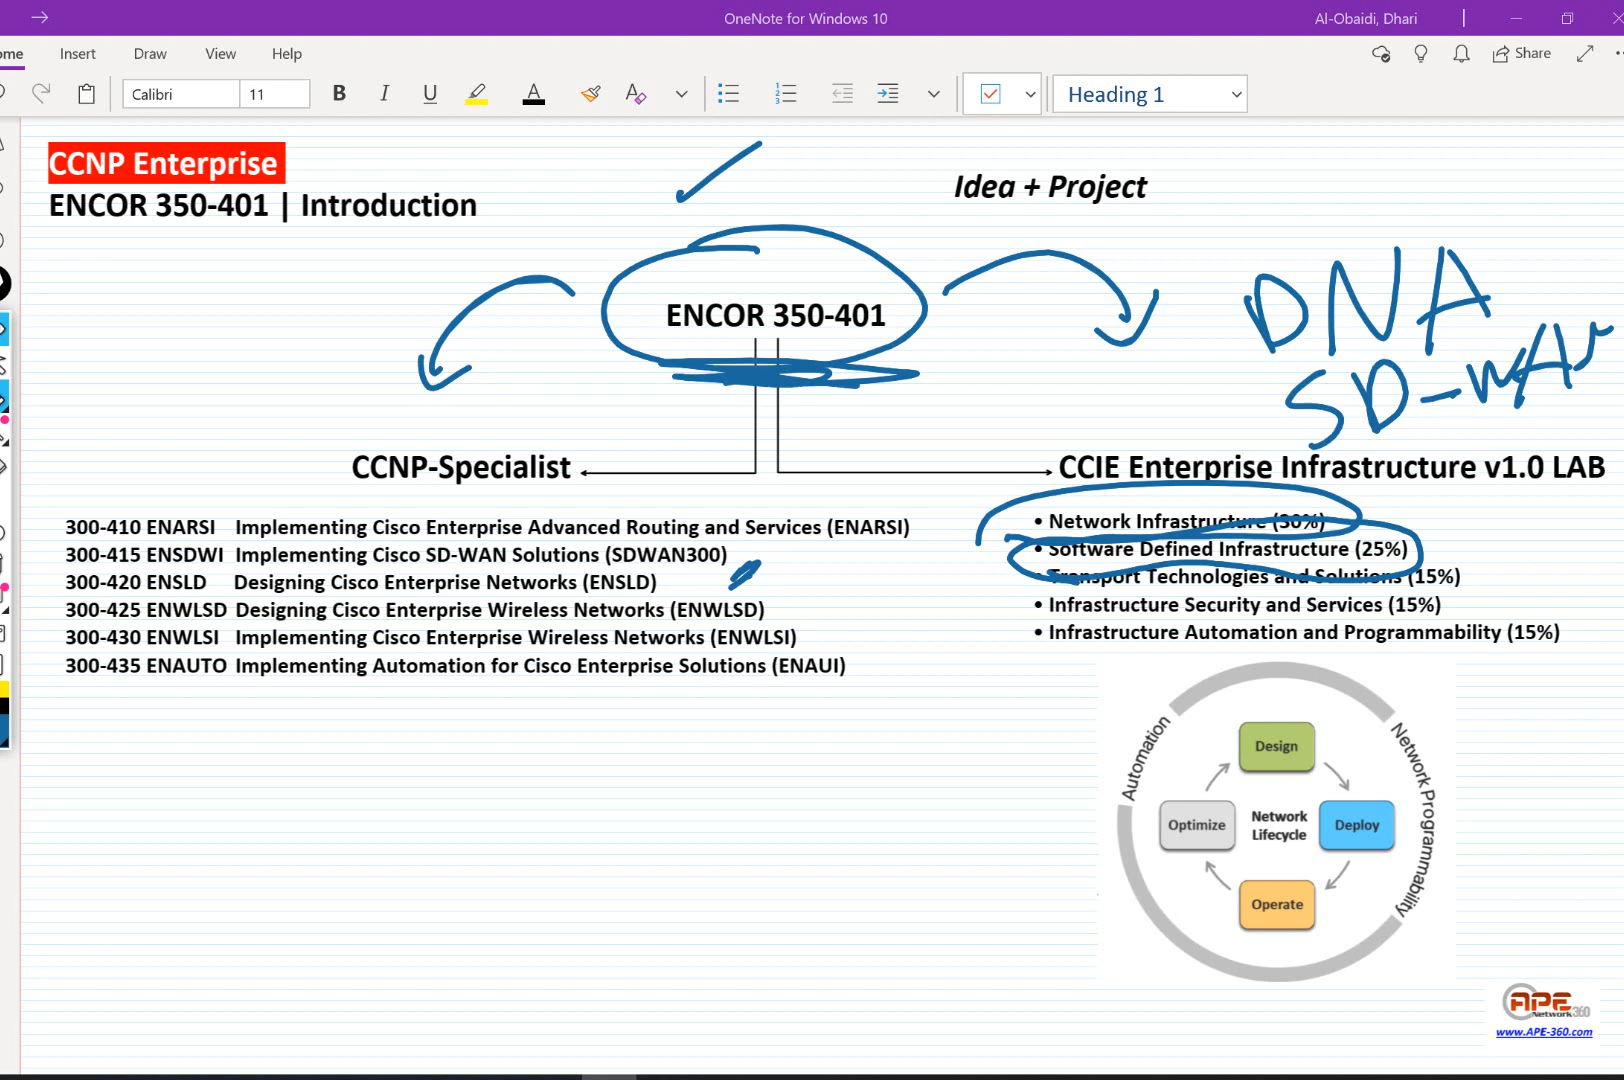 OneNote for Windows 10
Al-Obaidi, Dhari
ome Insert Draw View Help
Share
Calibri 11 B I U A Heading 1
CCNP Enterprise
ENCOR 350-401 | Introduction
Idea + Project
ENCOR 350-401
DNA
SD-WAN
CCNP-Specialist
CCIE Enterprise Infrastructure v1.0 LAB
300-410 ENARSI Implementing Cisco Enterprise Advanced Routing and Services (ENARSI)
300-415 ENSDWI Implementing Cisco SD-WAN Solutions (SDWAN300)
300-420 ENSLD Designing Cisco Enterprise Networks (ENSLD)
300-425 ENWLSD Designing Cisco Enterprise Wireless Networks (ENWLSD)
300-430 ENWLSI Implementing Cisco Enterprise Wireless Networks (ENWLSI)
300-435 ENAUTO Implementing Automation for Cisco Enterprise Solutions (ENAUI)
• Network Infrastructure (30%)
• Software Defined Infrastructure (25%)
• Transport Technologies and Solutions (15%)
• Infrastructure Security and Services (15%)
• Infrastructure Automation and Programmability (15%)
Automation
Network Programmability
Design
Optimize
Network
Lifecycle
Deploy
Operate
APE
Network360
www.APE-360.com